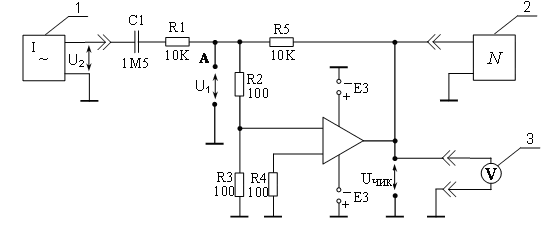 1
I
~
U2
C1
1M5
R1
10K
A
U1
R2
100
R5
10K
R3
100
R4
100
− E3
+
+
− E3
Uчик
2
N
3
V